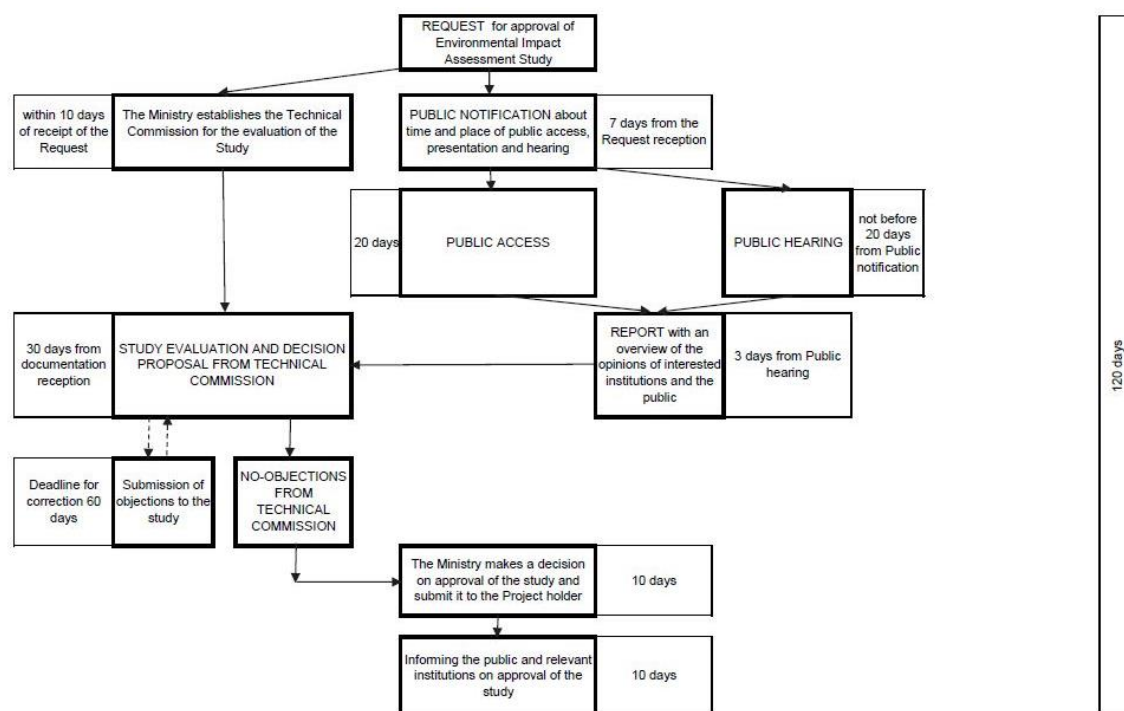 REQUEST for approval of
Environmental Impact
Assessment Study
within 10 days
of receipt of the
Request
The Ministry establishes the Technical
Commission for the evaluation of the
Study
PUBLIC NOTIFICATION about
time and place of public access,
presentation and hearing
7 days from the
Request reception
20 days
PUBLIC ACCESS
PUBLIC HEARING
not before
20 days
from Public
notification
30 days from
documentation
reception
STUDY EVALUATION AND DECISION
PROPOSAL FROM TECHNICAL
COMMISSION
REPORT with an
overview of the
opinions of interested
institutions and the
public
3 days from Public
hearing
120 days
Deadline for
correction 60
days
Submission of
objections to the
study
NO-OBJECTIONS
FROM
TECHNICAL
COMMISSION
The Ministry makes a decision
on approval of the study and
submit it to the Project holder
10 days
Informing the public and relevant
institutions on approval of the
study
10 days